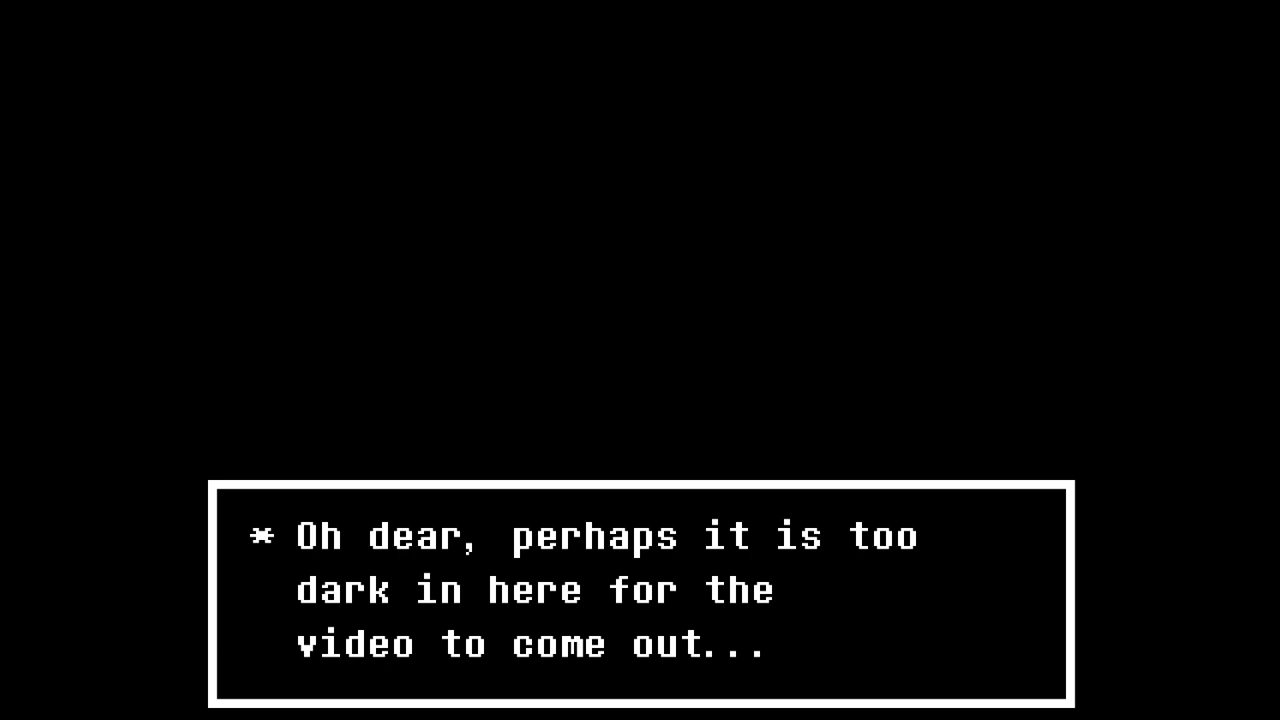 * Oh dear, perhaps it is too
dark in here for the
video to come out...